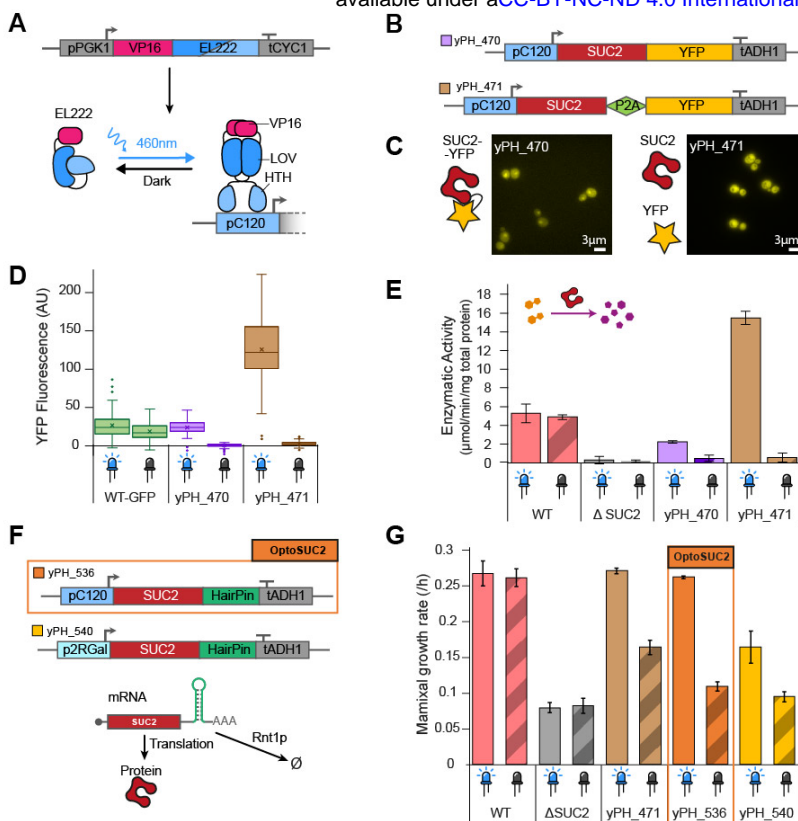 available under aCC-BY-NC-ND 4.0 International
A
pPGK1 VP16 EL222 tCYC1
EL222
460nm
Dark
VP16
LOV
HTH
pC120
B
yPH_470
pC120 SUC2 YFP tADH1
yPH_471
pC120 SUC2 P2A YFP tADH1
C
SUC2-
-YFP
yPH_470
3µm
SUC2
YFP
yPH_471
3µm
D
YFP Fluorescence (AU)
200
150
100
50
0
WT-GFP yPH_470 yPH_471
E
Enzymatic Activity
(µmol/min/mg total protein)
18
16
14
12
10
8
6
4
2
0
WT Δ SUC2 yPH_470 yPH_471
F
OptoSUC2
yPH_536
pC120 SUC2 HairPin tADH1
yPH_540
p2RGal SUC2 HairPin tADH1
mRNA
SUC2 AAA
Translation
Rnt1p
Ø
Protein
G
Mamixal growth rate (/h)
0.3
0.25
0.2
0.15
0.1
0.05
0
OptoSUC2
WT ΔSUC2 yPH_471 yPH_536 yPH_540